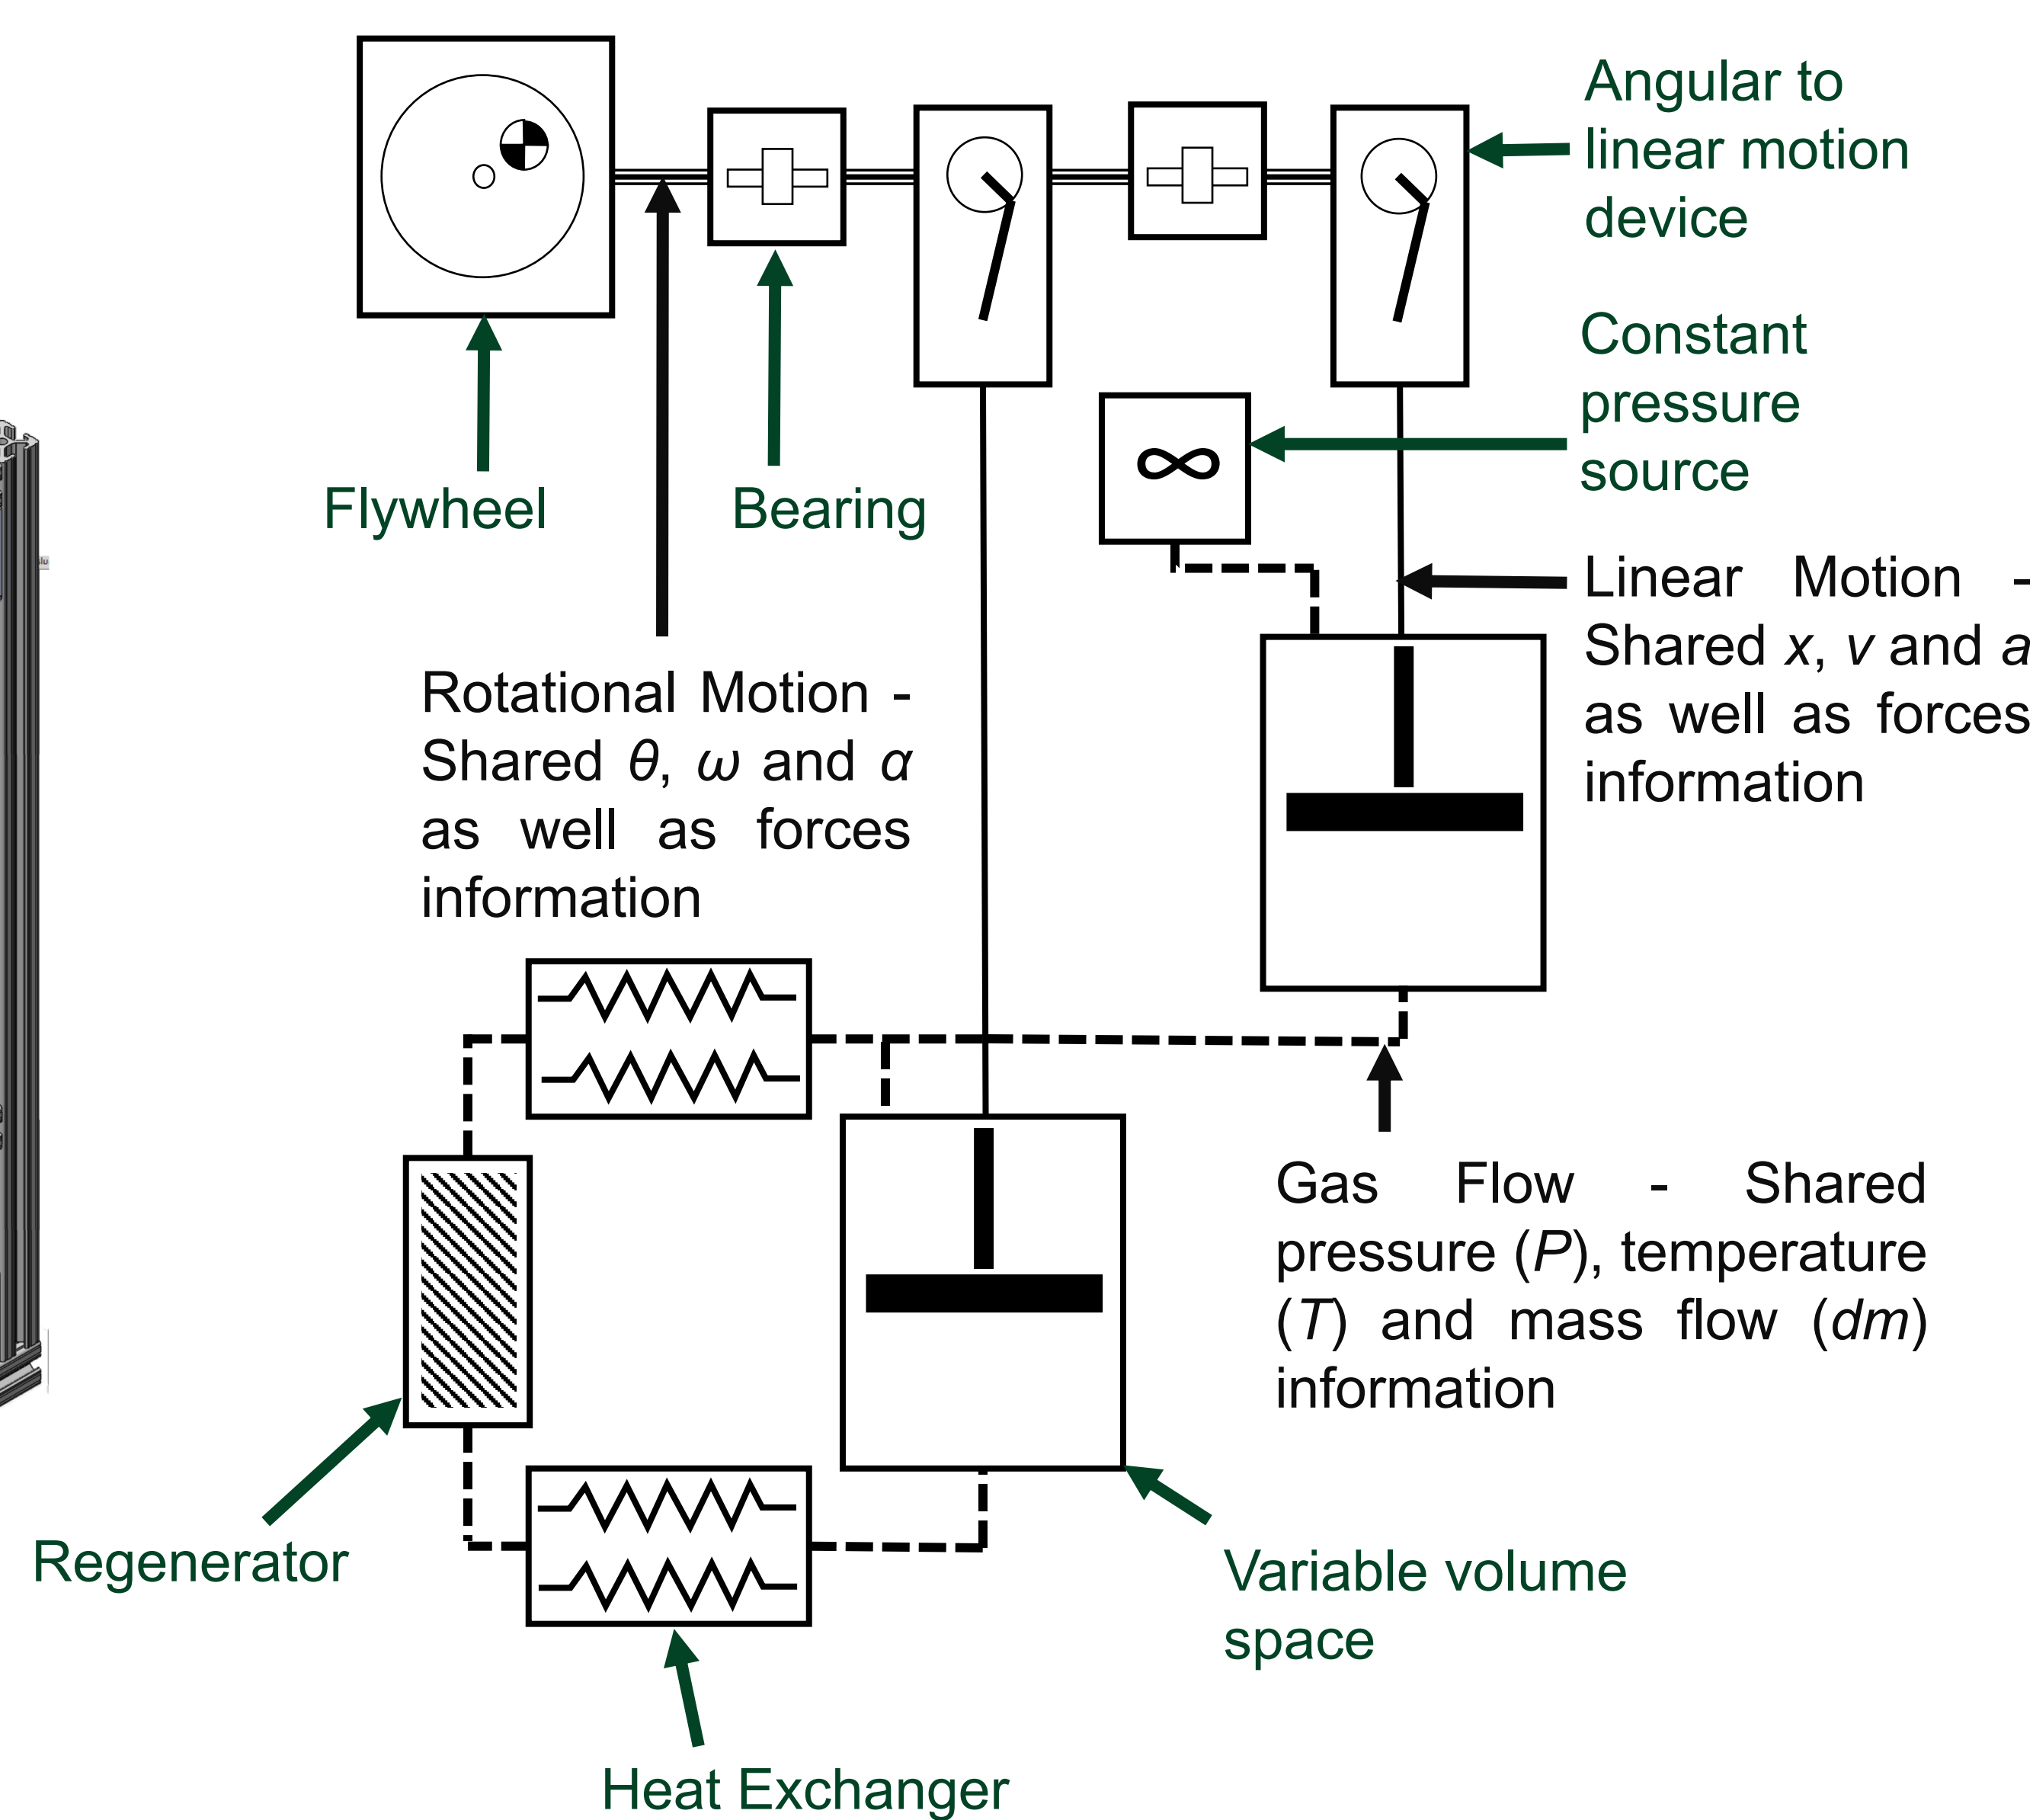 Angular to
linear motion
device
Constant
pressure
source
Flywheel
Bearing
∞
Linear Motion -
Shared x, v and a
as well as forces
information
Rotational Motion -
Shared θ, ω and α
as well as forces
information
Gas Flow - Shared
pressure (P), temperature
(T) and mass flow (dm)
information
Regenerator
Variable volume
space
Heat Exchanger